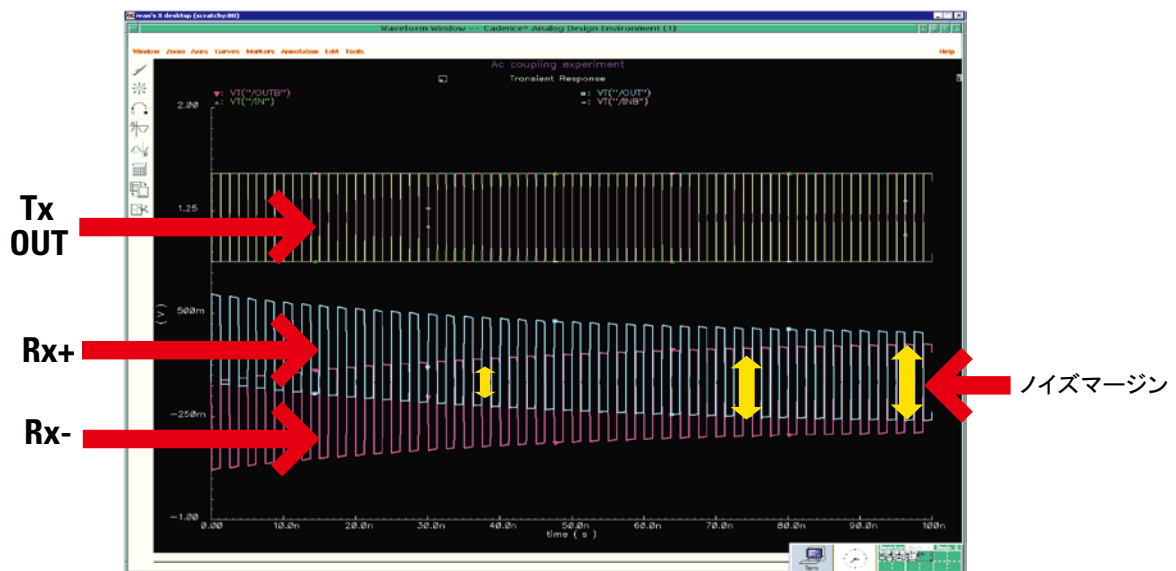 ivan's X desktop (scratchy:80)
Waveform Window -- Cadence® Analog Design Environment (1)
Window Zoom Axes Curves Markers Annotation Edit Tools Help
Ac coupling experiment
Transient Response
▼: VT("/OUTB")
▲: VT("/IN")
▫: VT("/OUT")
–: VT("/INB")
2.00
1.25
500m
-250m
-1.00
(V)
0.00 10.0n 20.0n 30.0n 40.0n 50.0n 60.0n 70.0n 80.0n 90.0n 100n
time ( s )
Tx
OUT
Rx+
Rx-
ノイズマージン
Term